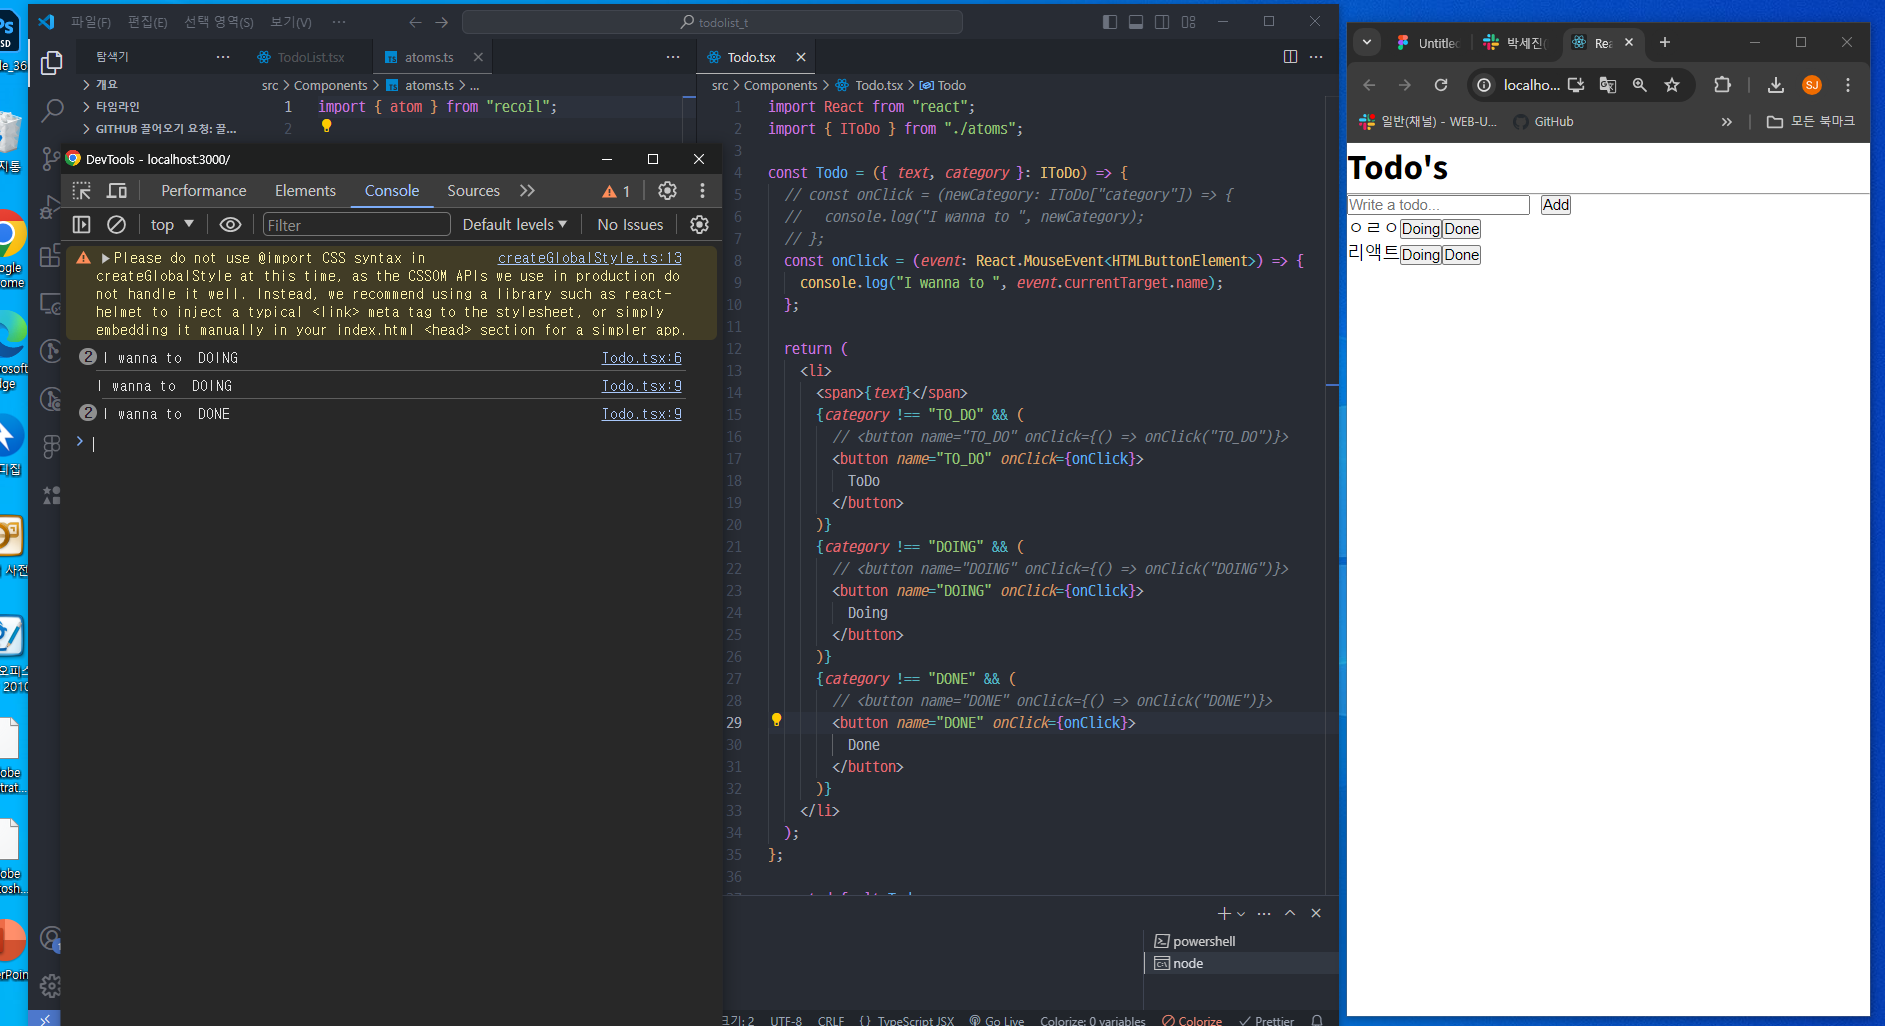 파일(F) 편집(E) 선택 영역(S) 보기(V) ···
todolist_t
탐색기 ···
개요
타임라인
GITHUB 끌어오기 요청: 끌...
TodoList.tsx
atoms.ts
src > Components > atoms.ts > ...
1 import { atom } from "recoil";
2
Todo.tsx
src > Components > Todo.tsx > Todo
1 import React from "react";
2 import { IToDo } from "./atoms";
3
4 const Todo = ({ text, category }: IToDo) => {
5 // const onClick = (newCategory: IToDo["category"]) => {
6 //   console.log("I wanna to ", newCategory);
7 // };
8 const onClick = (event: React.MouseEvent<HTMLButtonElement>) => {
9 console.log("I wanna to ", event.currentTarget.name);
10 };
11
12 return (
13 <li>
14 <span>{text}</span>
15 {category !== "TO_DO" && (
16 // <button name="TO_DO" onClick={() => onClick("TO_DO")}>
17 <button name="TO_DO" onClick={onClick}>
18 ToDo
19 </button>
20 )}
21 {category !== "DOING" && (
22 // <button name="DOING" onClick={() => onClick("DOING")}>
23 <button name="DOING" onClick={onClick}>
24 Doing
25 </button>
26 )}
27 {category !== "DONE" && (
28 // <button name="DONE" onClick={() => onClick("DONE")}>
29 <button name="DONE" onClick={onClick}>
30 Done
31 </button>
32 )}
33 </li>
34 );
35 };
36
powershell
node
UTF-8 CRLF {} TypeScript JSX Go Live Colorize: 0 variables Colorize Prettier
DevTools - localhost:3000/
Performance Elements Console Sources 1
top Filter Default levels No Issues
Please do not use @import CSS syntax in createGlobalStyle.ts:13
createGlobalStyle at this time, as the CSSOM APIs we use in production do
not handle it well. Instead, we recommend using a library such as react-
helmet to inject a typical <link> meta tag to the stylesheet, or simply
embedding it manually in your index.html <head> section for a simpler app.
2 I wanna to  DOING Todo.tsx:6
I wanna to  DOING Todo.tsx:9
2 I wanna to  DONE Todo.tsx:9
Untitle
박세진(
Rea
localho...
SJ
일반(채널) - WEB-U...
GitHub
모든 북마크
Todo's
Write a todo... Add
ㅇㄹㅇ Doing Done
리액트 Doing Done